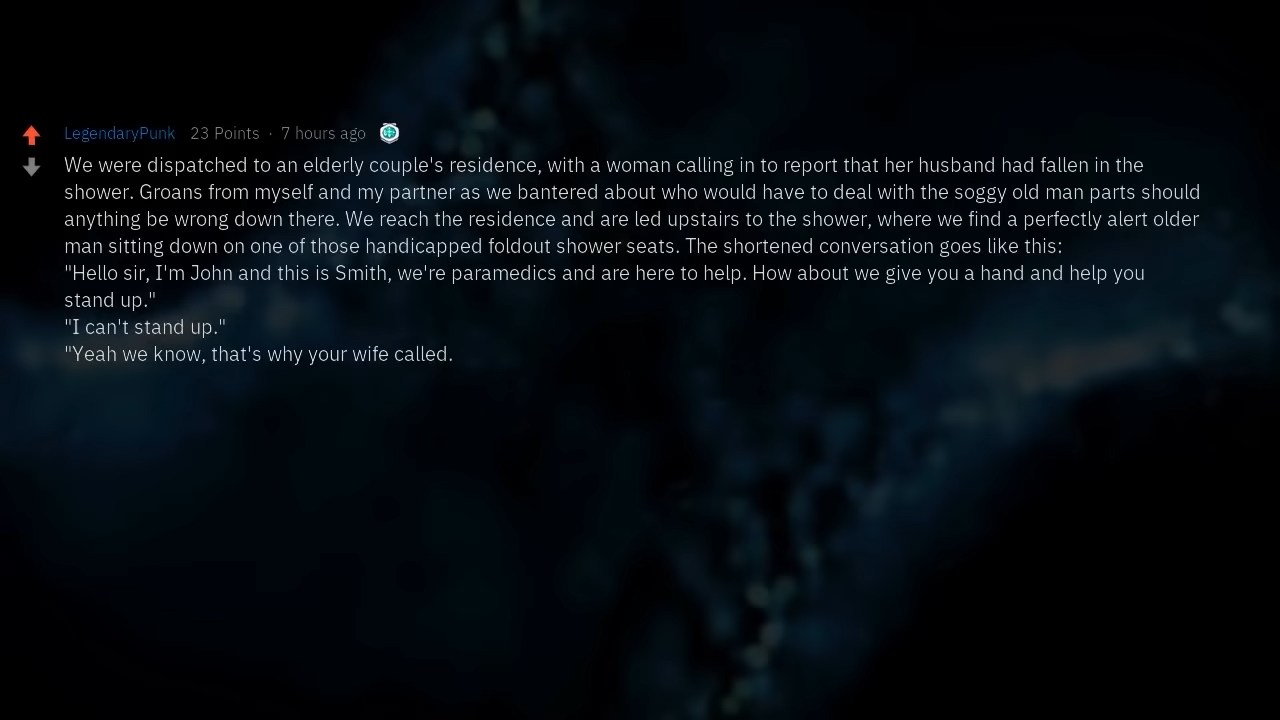 LegendaryPunk 23 Points · 7 hours ago
We were dispatched to an elderly couple's residence, with a woman calling in to report that her husband had fallen in the
shower. Groans from myself and my partner as we bantered about who would have to deal with the soggy old man parts should
anything be wrong down there. We reach the residence and are led upstairs to the shower, where we find a perfectly alert older
man sitting down on one of those handicapped foldout shower seats. The shortened conversation goes like this:
"Hello sir, I'm John and this is Smith, we're paramedics and are here to help. How about we give you a hand and help you
stand up."
"I can't stand up."
"Yeah we know, that's why your wife called.